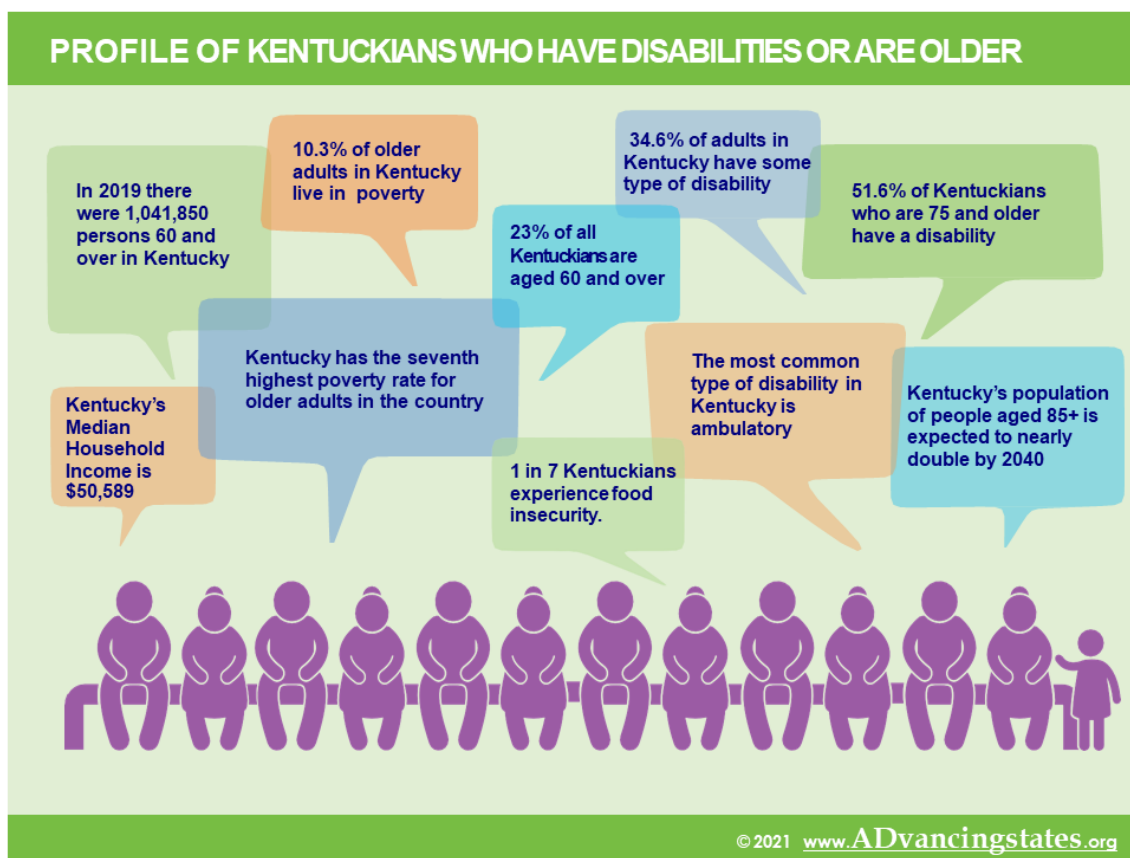 PROFILE OF KENTUCKIANS WHO HAVE DISABILITIES OR ARE OLDER
In 2019 there
were 1,041,850
persons 60 and
over in Kentucky
10.3% of older
adults in Kentucky
live in poverty
23% of all
Kentuckians are
aged 60 and over
34.6% of adults in
Kentucky have some
type of disability
51.6% of Kentuckians
who are 75 and older
have a disability
Kentucky's
Median
Household
Income is
$50,589
Kentucky has the seventh
highest poverty rate for
older adults in the country
1 in 7 Kentuckians
experience food
insecurity.
The most common
type of disability in
Kentucky is
ambulatory
Kentucky's population
of people aged 85+ is
expected to nearly
double by 2040
© 2021 www.ADvancingstates.org